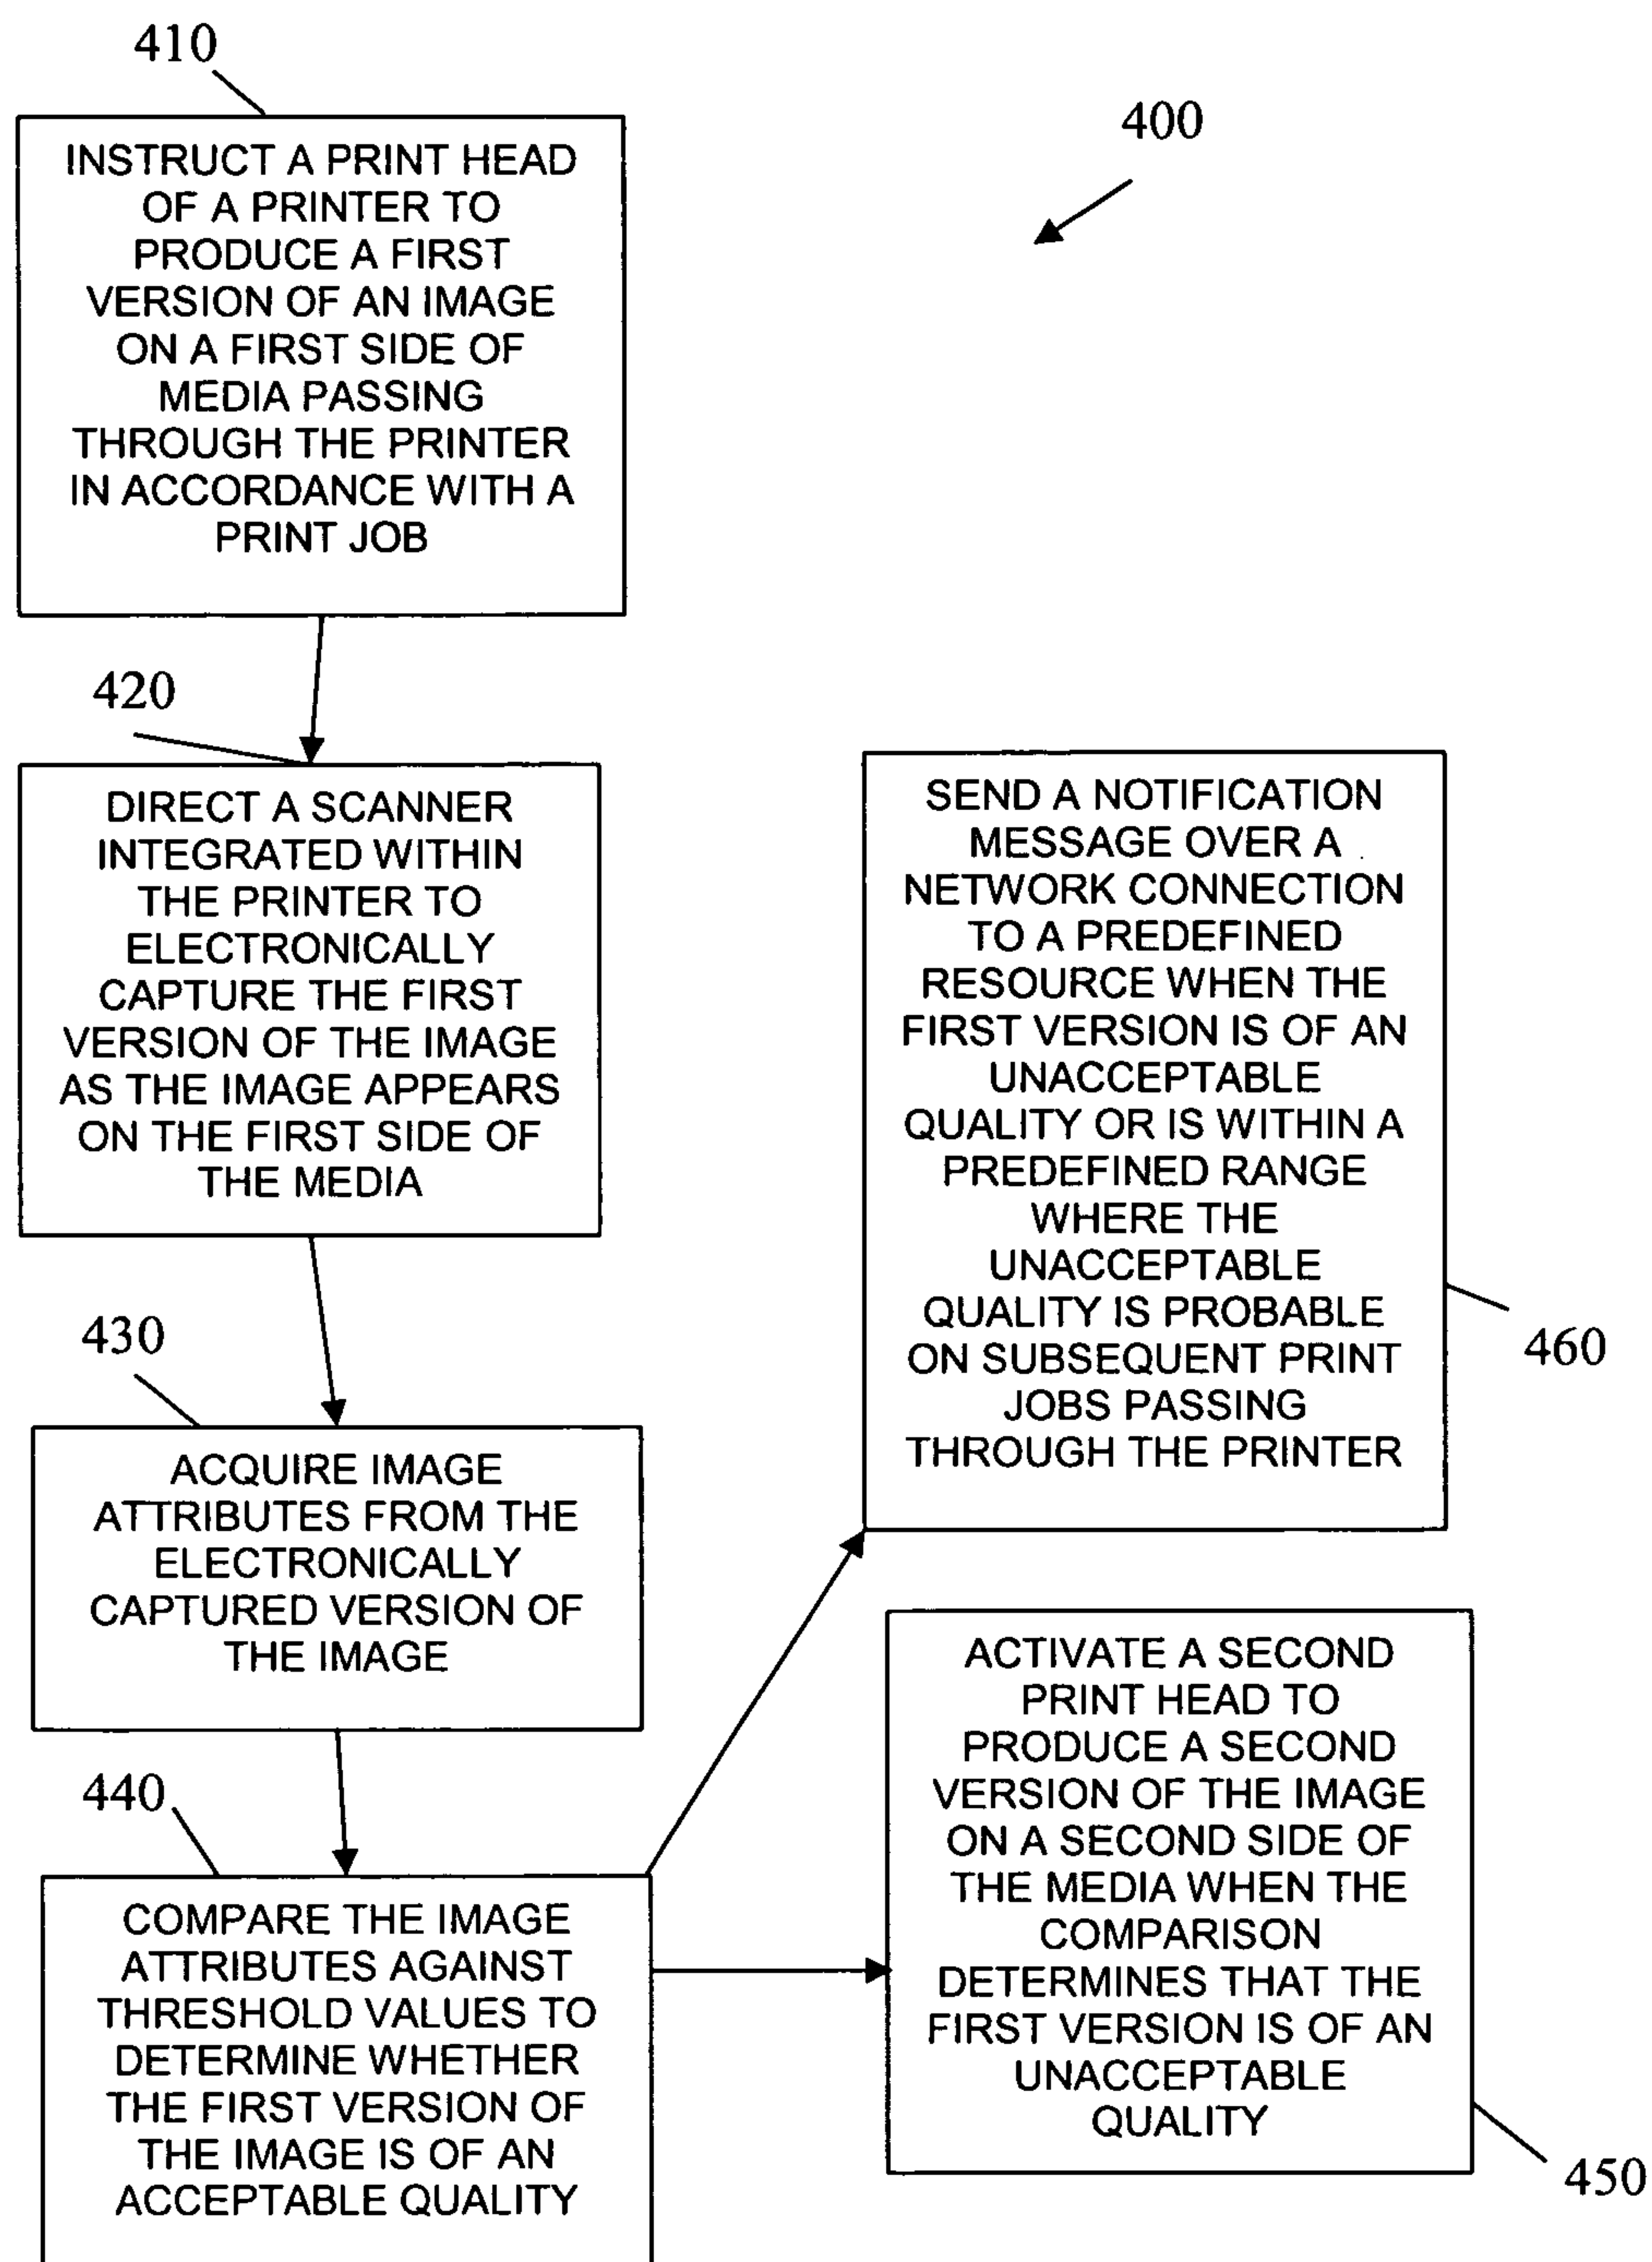 410
INSTRUCT A PRINT HEAD
OF A PRINTER TO
PRODUCE A FIRST
VERSION OF AN IMAGE
ON A FIRST SIDE OF
MEDIA PASSING
THROUGH THE PRINTER
IN ACCORDANCE WITH A
PRINT JOB
400
420
DIRECT A SCANNER
INTEGRATED WITHIN
THE PRINTER TO
ELECTRONICALLY
CAPTURE THE FIRST
VERSION OF THE IMAGE
AS THE IMAGE APPEARS
ON THE FIRST SIDE OF
THE MEDIA
430
ACQUIRE IMAGE
ATTRIBUTES FROM THE
ELECTRONICALLY
CAPTURED VERSION OF
THE IMAGE
440
COMPARE THE IMAGE
ATTRIBUTES AGAINST
THRESHOLD VALUES TO
DETERMINE WHETHER
THE FIRST VERSION OF
THE IMAGE IS OF AN
ACCEPTABLE QUALITY
SEND A NOTIFICATION
MESSAGE OVER A
NETWORK CONNECTION
TO A PREDEFINED
RESOURCE WHEN THE
FIRST VERSION IS OF AN
UNACCEPTABLE
QUALITY OR IS WITHIN A
PREDEFINED RANGE
WHERE THE
UNACCEPTABLE
QUALITY IS PROBABLE
ON SUBSEQUENT PRINT
JOBS PASSING
THROUGH THE PRINTER
460
ACTIVATE A SECOND
PRINT HEAD TO
PRODUCE A SECOND
VERSION OF THE IMAGE
ON A SECOND SIDE OF
THE MEDIA WHEN THE
COMPARISON
DETERMINES THAT THE
FIRST VERSION IS OF AN
UNACCEPTABLE
QUALITY
450